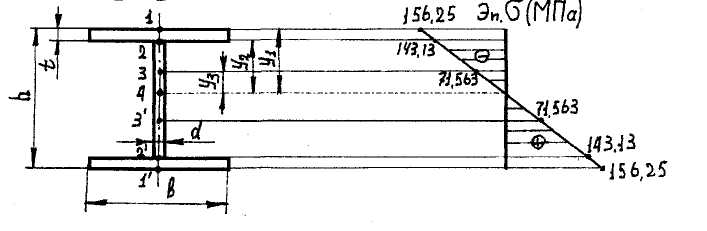 156,25 Эп. σ (МПа)
1
t
2
143,13
⊖
y₂
y₁
3
y₃
71,563
h
4
3'
71,563
d
2'
⊕
143,13
1'
156,25
b